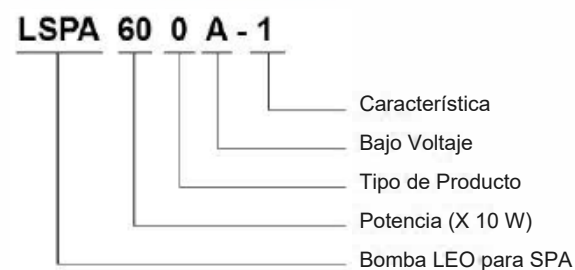 LSPA 60 0 A - 1
Característica
Bajo Voltaje
Tipo de Producto
Potencia (X 10 W)
Bomba LEO para SPA